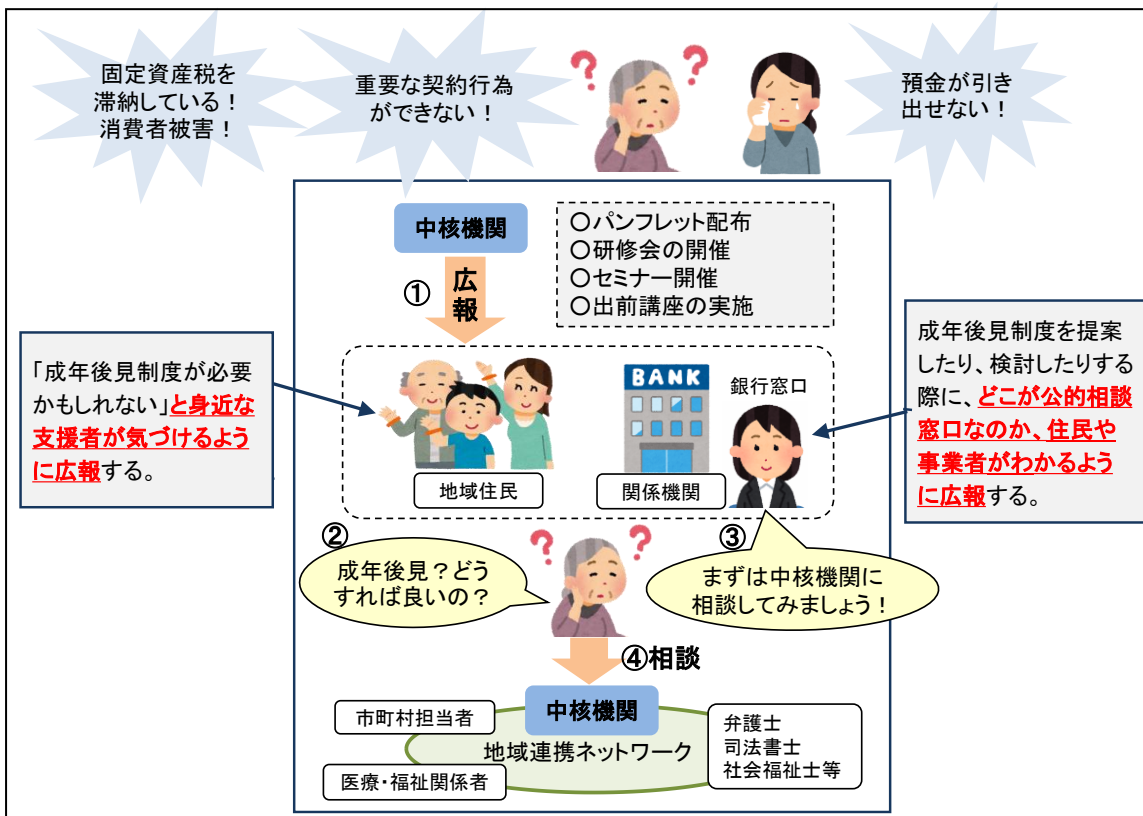 固定資産税を
滞納している！
消費者被害！
重要な契約行為
ができない！
？
？
預金が引き
出せない！
中核機関
○パンフレット配布
○研修会の開催
○セミナー開催
○出前講座の実施
①
広報
「成年後見制度が必要
かもしれない」と身近な
支援者が気づけるよう
に広報する。
BANK
銀行窓口
地域住民
関係機関
成年後見制度を提案
したり、検討したりする
際に、どこが公的相談
窓口なのか、住民や
事業者がわかるよう
に広報する。
②
成年後見？どう
すれば良いの？
？
？
③
まずは中核機関に
相談してみましょう！
④相談
中核機関
市町村担当者
地域連携ネットワーク
医療・福祉関係者
弁護士
司法書士
社会福祉士等